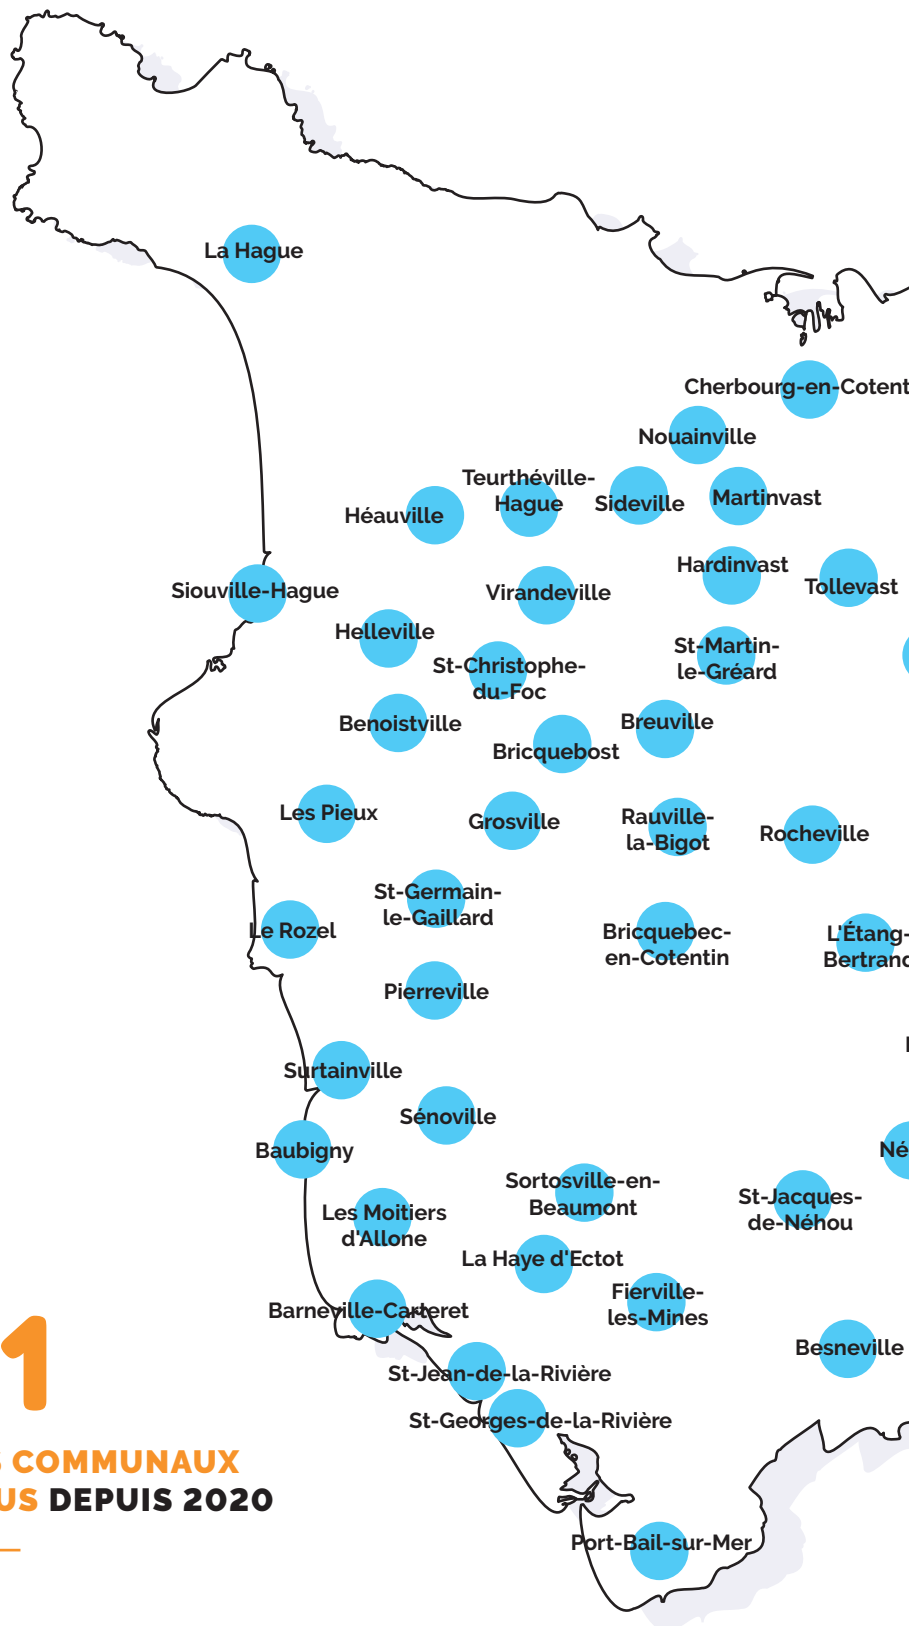 La Hague
Cherbourg-en-Cotent
Nouainville
Teurthéville-
Hague
Sideville
Martinvast
Héauville
Hardinvast
Tollevast
Siouville-Hague
Virandeville
Helleville
St-Christophe-
du-Foc
St-Martin-
le-Gréard
Benoistville
Breuville
Bricquebost
Les Pieux
Grosville
Rauville-
la-Bigot
Rocheville
St-Germain-
le-Gaillard
Le Rozel
Bricquebec-
en-Cotentin
L'Étang-
Bertrand
Pierreville
Surtainville
Sénoville
Baubigny
Né
Sortosville-en-
Beaumont
St-Jacques-
de-Néhou
Les Moitiers
d'Allone
La Haye d'Ectot
Fierville-
les-Mines
Barneville-Carteret
Besneville
St-Jean-de-la-Rivière
St-Georges-de-la-Rivière
1
S COMMUNAUX
US DEPUIS 2020
Port-Bail-sur-Mer